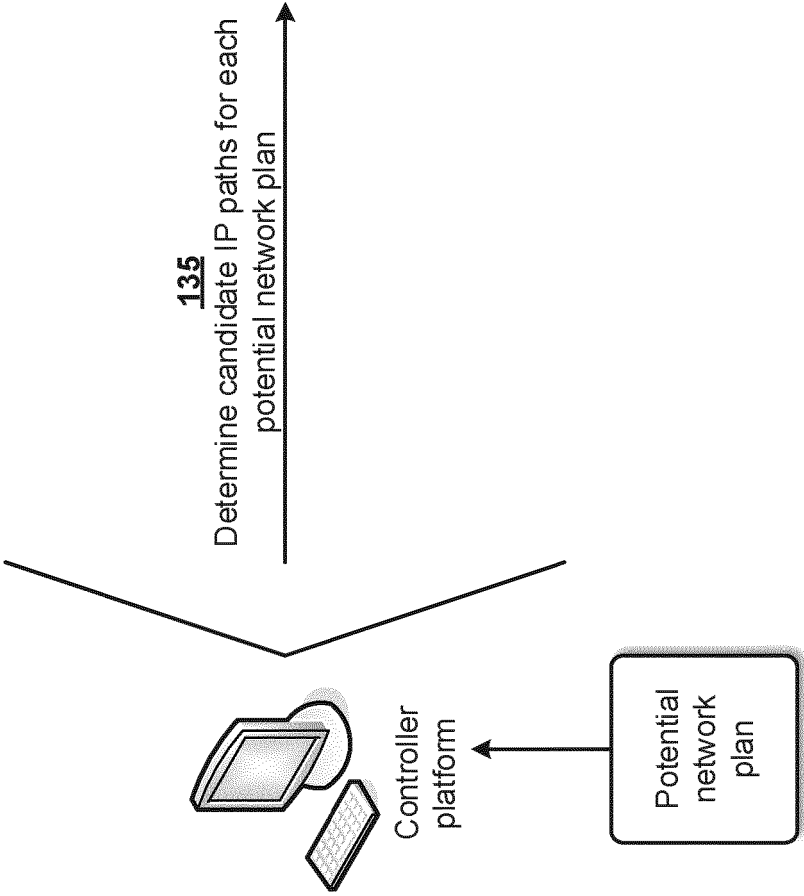 135
Determine candidate IP paths for each
potential network plan
Controller
platform
Potential
network
plan